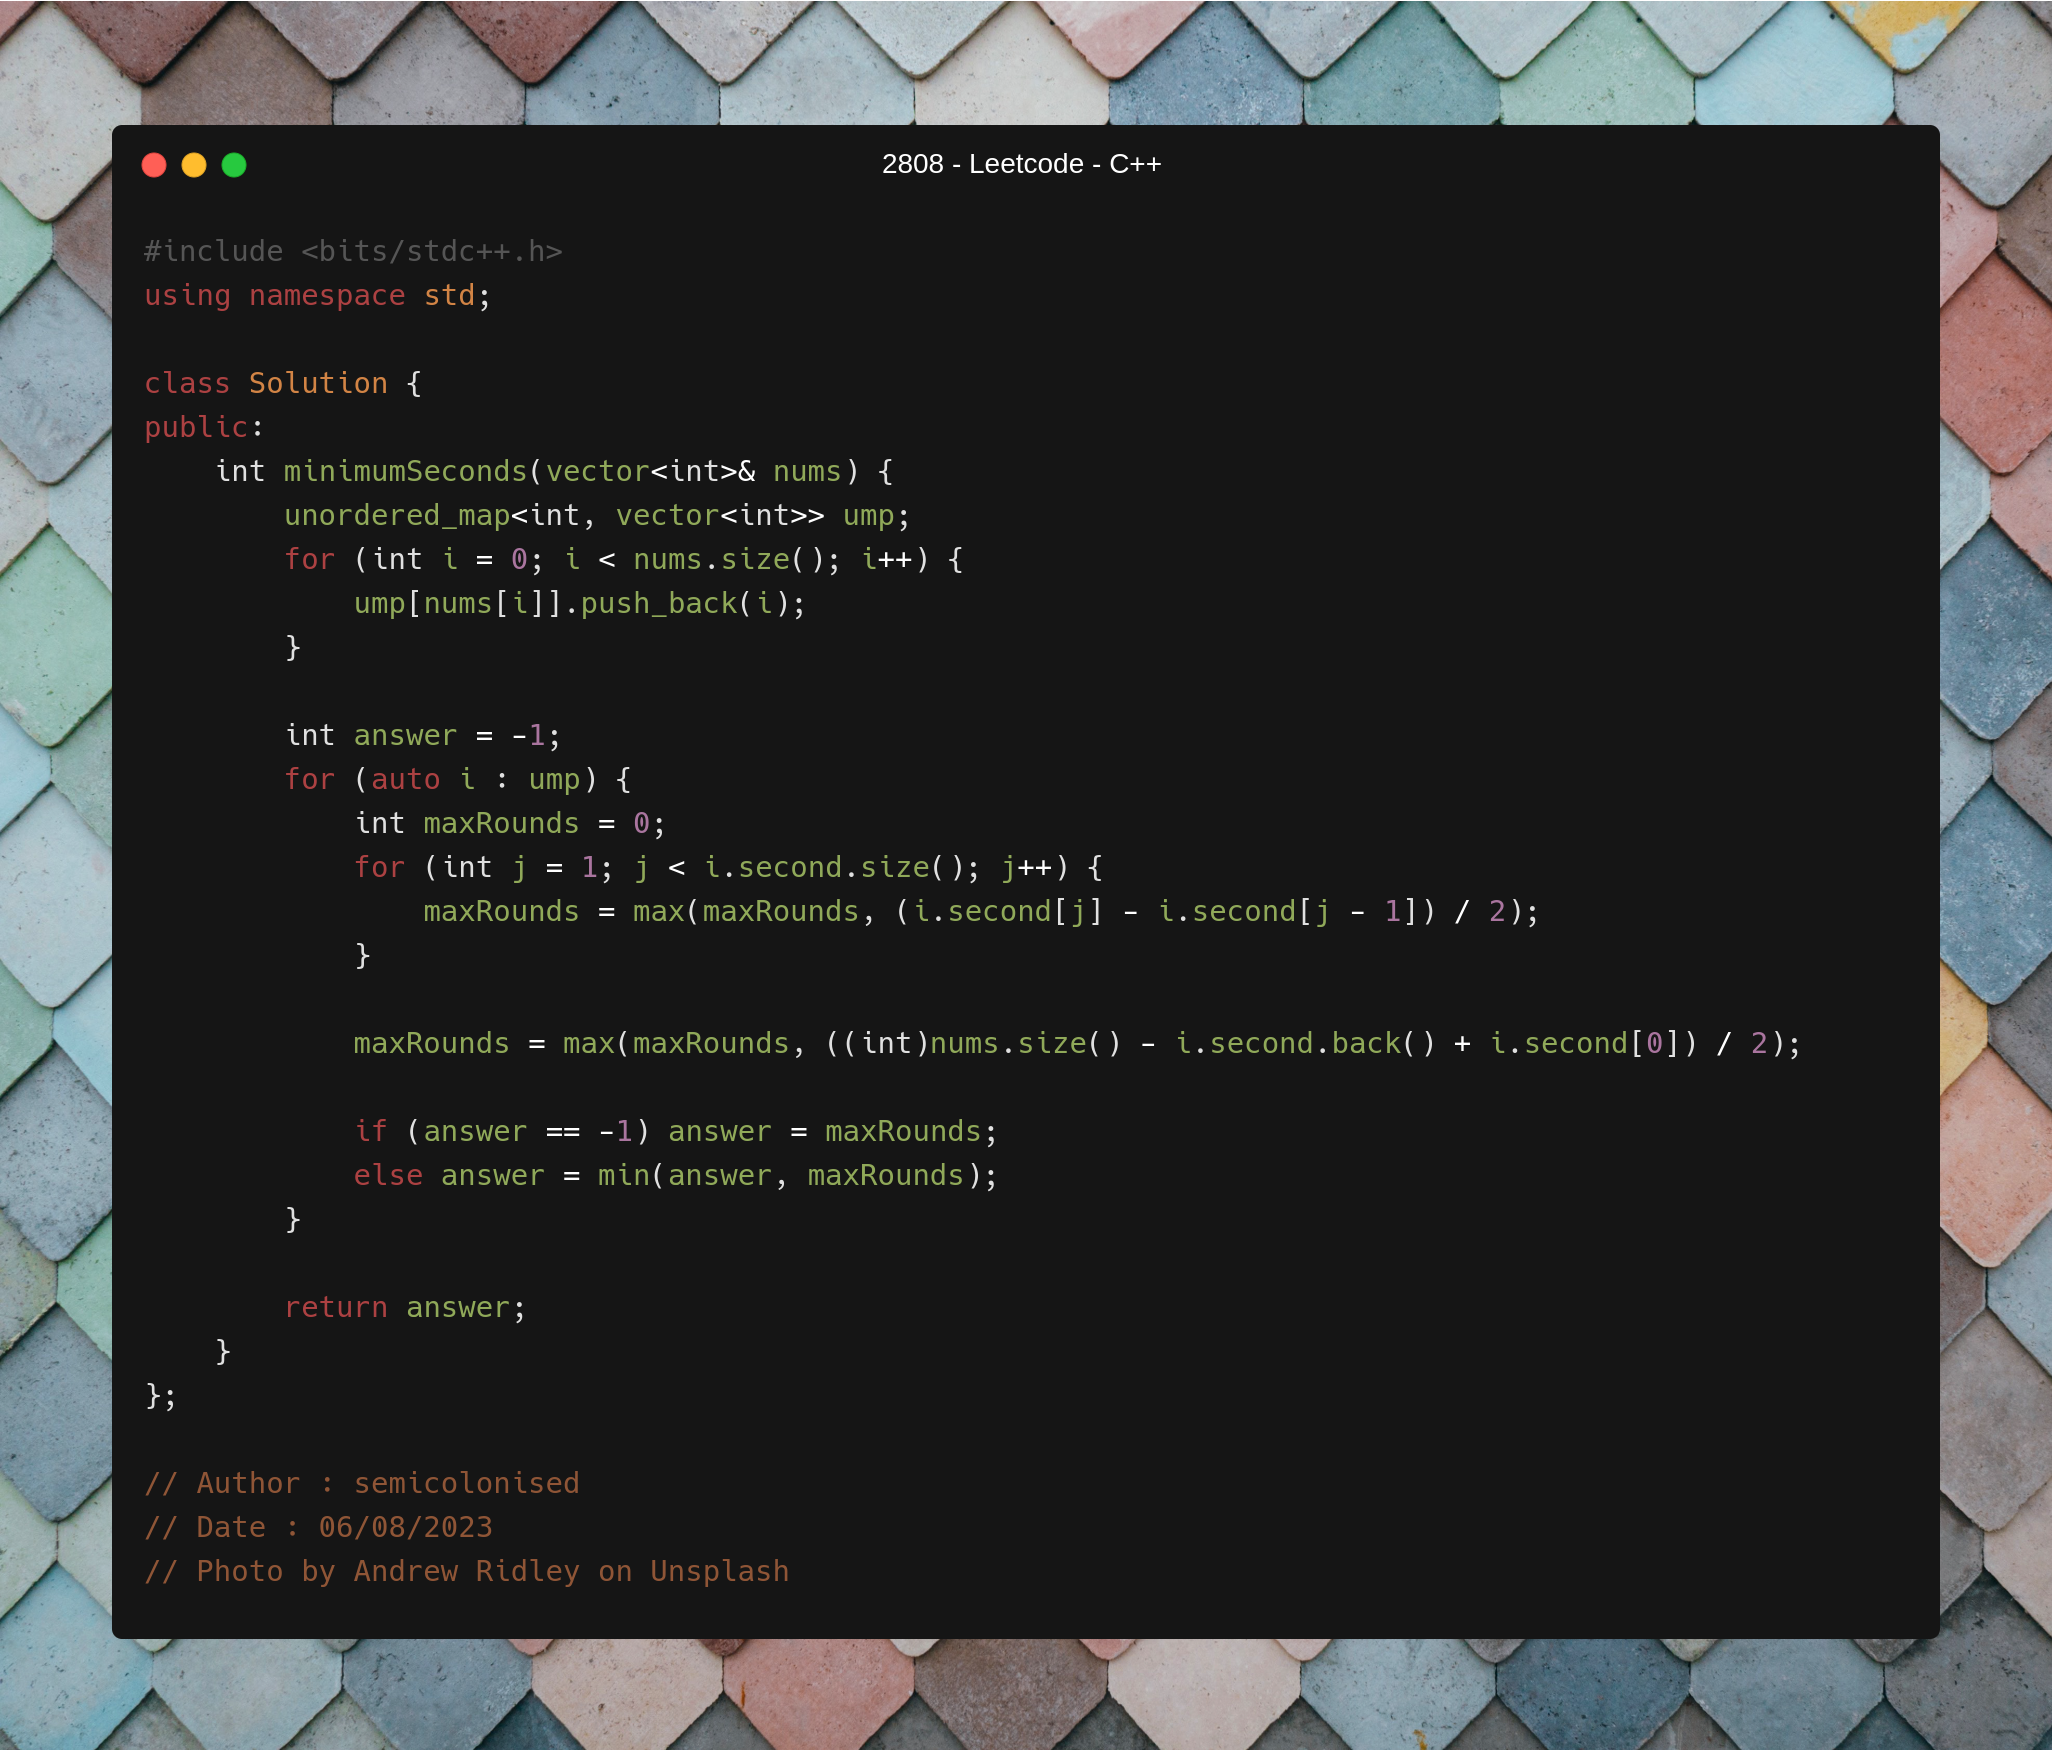 2808 - Leetcode - C++
#include <bits/stdc++.h>
using namespace std;
class Solution {
public:
    int minimumSeconds(vector<int>& nums) {
        unordered_map<int, vector<int>> ump;
        for (int i = 0; i < nums.size(); i++) {
            ump[nums[i]].push_back(i);
        }
        int answer = -1;
        for (auto i : ump) {
            int maxRounds = 0;
            for (int j = 1; j < i.second.size(); j++) {
                maxRounds = max(maxRounds, (i.second[j] - i.second[j - 1]) / 2);
            }
            maxRounds = max(maxRounds, ((int)nums.size() - i.second.back() + i.second[0]) / 2);
            if (answer == -1) answer = maxRounds;
            else answer = min(answer, maxRounds);
        }
        return answer;
    }
};
// Author : semicolonised
// Date : 06/08/2023
// Photo by Andrew Ridley on Unsplash